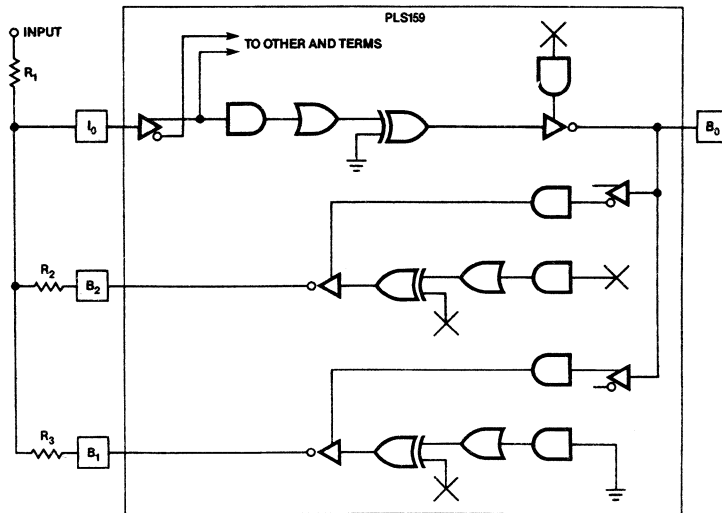 PLS159
INPUT
TO OTHER AND TERMS
R1
I0
B0
R2
B2
R3
B1